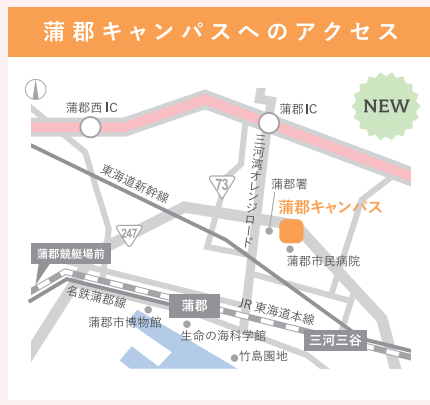 蒲郡キャンパスへのアクセス
NEW
蒲郡西IC
蒲郡IC
三河湾オレンジロード
東海道新幹線
73
蒲郡署
蒲郡キャンパス
247
蒲郡市民病院
蒲郡競艇場前
名鉄蒲郡線
蒲郡
JR東海道本線
蒲郡市博物館
生命の海科学館
三河三谷
竹島園地